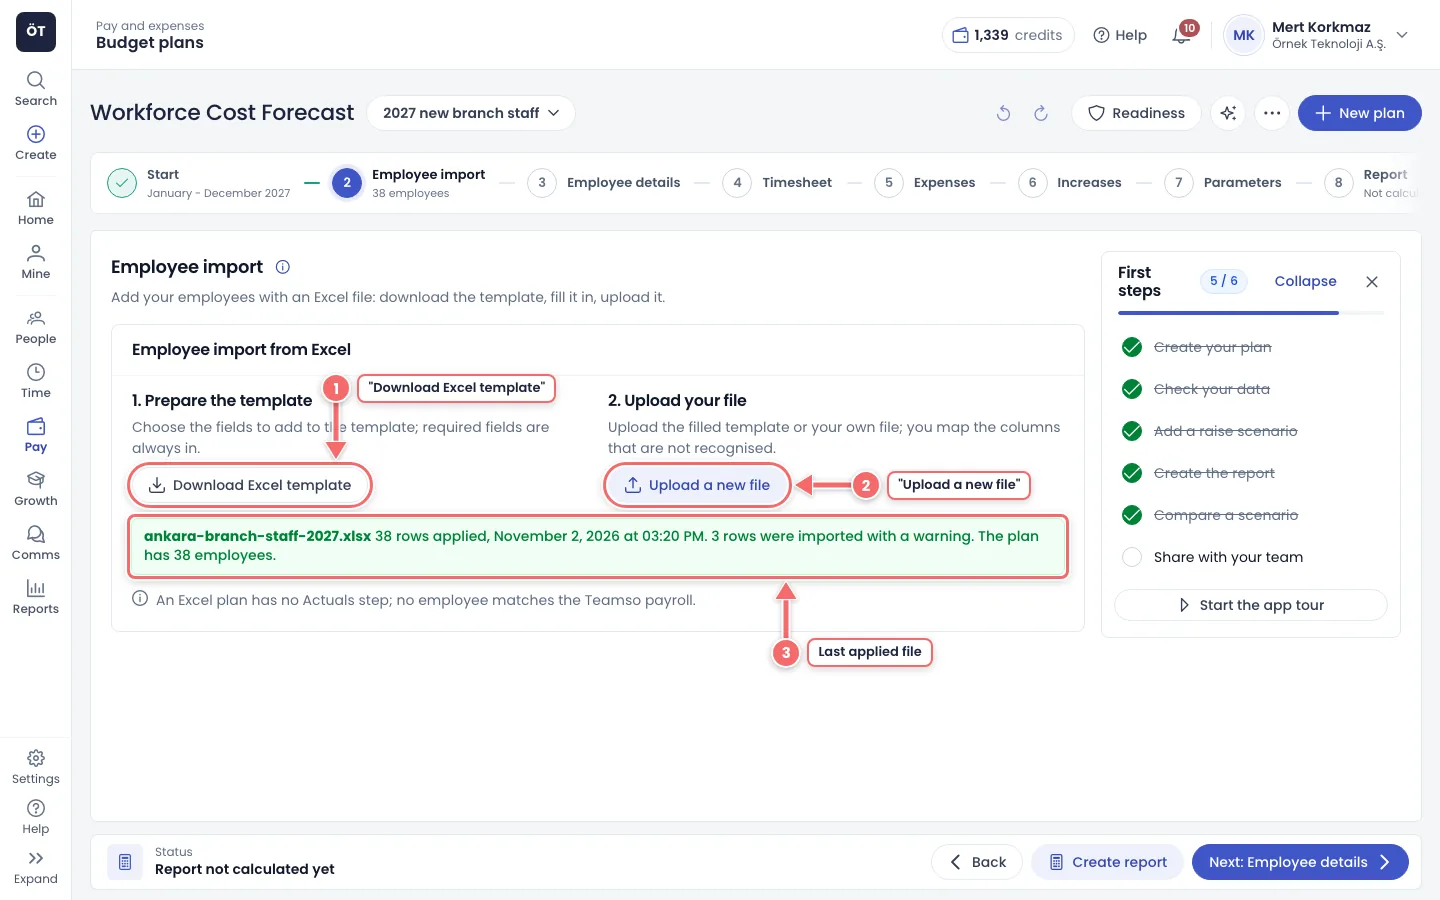 ÖT
Pay and expenses
Budget plans
1,339 credits
Help
10
MK
Mert Korkmaz
Örnek Teknoloji A.Ş.
Search
Create
Home
Mine
People
Time
Pay
Growth
Comms
Reports
Settings
Help
Expand
Workforce Cost Forecast
2027 new branch staff
Readiness
New plan
Start
January - December 2027
2
Employee import
38 employees
3
Employee details
4
Timesheet
5
Expenses
6
Increases
7
Parameters
8
Report
Not calcu
Employee import
Add your employees with an Excel file: download the template, fill it in, upload it.
Employee import from Excel
1. Prepare the template
1
"Download Excel template"
Choose the fields to add to the template; required fields are
always in.
Download Excel template
2. Upload your file
Upload the filled template or your own file; you map the columns
that are not recognised.
Upload a new file
2
"Upload a new file"
ankara-branch-staff-2027.xlsx 38 rows applied, November 2, 2026 at 03:20 PM. 3 rows were imported with a warning. The plan
has 38 employees.
An Excel plan has no Actuals step; no employee matches the Teamso payroll.
3
Last applied file
First
steps
5 / 6
Collapse
Create your plan
Check your data
Add a raise scenario
Create the report
Compare a scenario
Share with your team
Start the app tour
Status
Report not calculated yet
Back
Create report
Next: Employee details